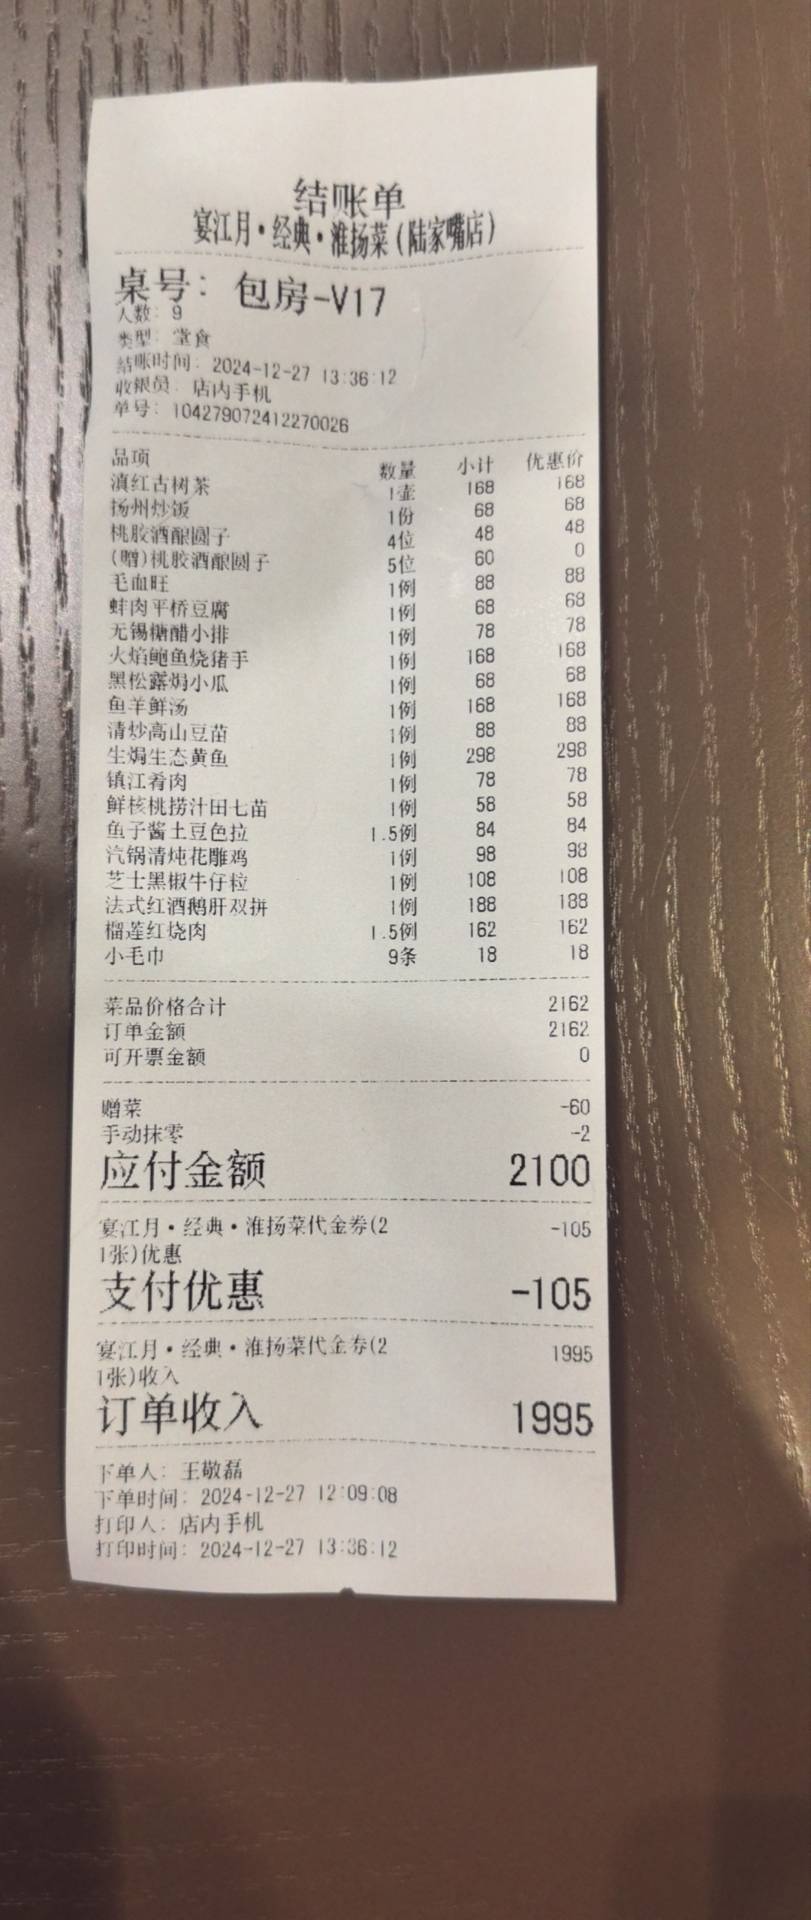 结账单
宴江月·经典·淮扬菜(陆家嘴店)
桌号: 包房-V17
人数: 9
类型: 堂食
结账时间: 2024-12-27 13:36:12
收银员: 店内手机
单号: 104279072412270026
品项 数量 小计 优惠价
滇红古树茶 1壶 168 168
扬州炒饭 1份 68 68
桃胶酒酿圆子 4位 48 48
(赠)桃胶酒酿圆子 5位 60 0
毛血旺 1例 88 88
蚌肉平桥豆腐 1例 68 68
无锡糖醋小排 1例 78 78
火焰鲍鱼烧猪手 1例 168 168
黑松露焗小瓜 1例 68 68
鱼羊鲜汤 1例 168 168
清炒高山豆苗 1例 88 88
生焗生态黄鱼 1例 298 298
镇江肴肉 1例 78 78
鲜核桃捞汁田七苗 1例 58 58
鱼子酱土豆色拉 1.5例 84 84
汽锅清炖花雕鸡 1例 98 98
芝士黑椒牛仔粒 1例 108 108
法式红酒鹅肝双拼 1例 188 188
榴莲红烧肉 1.5例 162 162
小毛巾 9条 18 18
菜品价格合计 2162
订单金额 2162
可开票金额 0
赠菜 -60
手动抹零 -2
应付金额 2100
宴江月·经典·淮扬菜代金券(2 -105
1张)优惠
支付优惠 -105
宴江月·经典·淮扬菜代金券(2 1995
1张)收入
订单收入 1995
下单人: 王敬磊
下单时间: 2024-12-27 12:09:08
打印人: 店内手机
打印时间: 2024-12-27 13:36:12